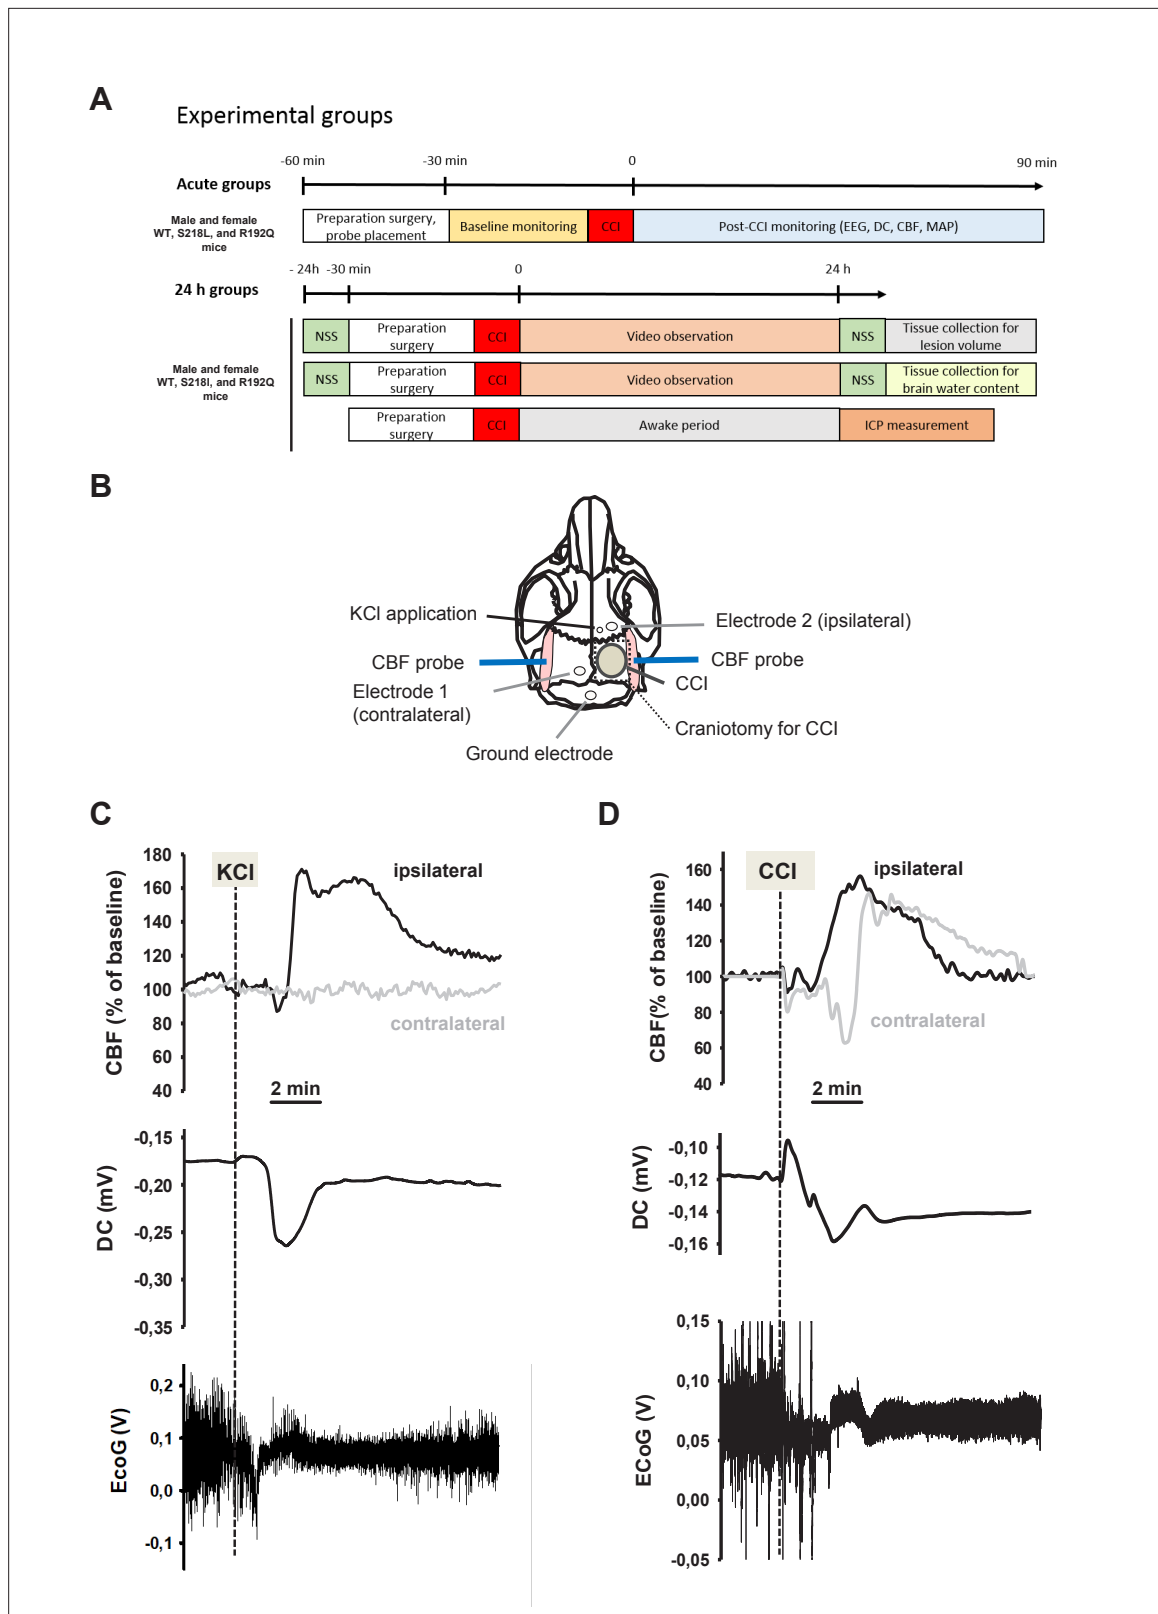 A
Experimental groups
-60 min -30 min 0 90 min
Acute groups
Male and female
WT, S218L, and R192Q
mice
Preparation surgery,
probe placement
Baseline monitoring
CCI
Post-CCI monitoring (EEG, DC, CBF, MAP)
- 24h -30 min 0 24 h
24 h groups
Male and female
WT, S218I, and R192Q
mice
NSS
Preparation
surgery
CCI
Video observation
NSS
Tissue collection for
lesion volume
NSS
Preparation
surgery
CCI
Video observation
NSS
Tissue collection for
brain water content
Preparation
surgery
CCI
Awake period
ICP measurement
B
KCl application
Electrode 2 (ipsilateral)
CBF probe
CBF probe
Electrode 1
(contralateral)
CCI
Craniotomy for CCI
Ground electrode
C
CBF (% of baseline)
180
160
140
120
100
80
60
40
KCl
ipsilateral
contralateral
2 min
DC (mV)
-0,15
-0,20
-0,25
-0,30
-0,35
EcoG (V)
0,2
0,1
0,0
-0,1
D
CBF(% of baseline)
160
140
120
100
80
60
40
CCI
ipsilateral
contralateral
2 min
DC (mV)
-0,10
-0,12
-0,14
-0,16
ECoG (V)
0,15
0,10
0,05
0,00
-0,05